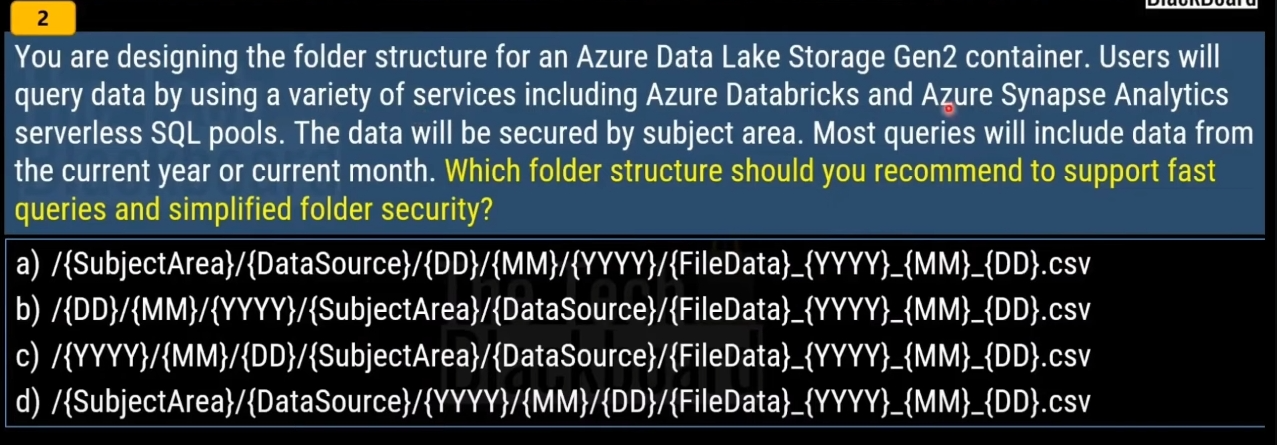 BlackBoard
2
You are designing the folder structure for an Azure Data Lake Storage Gen2 container. Users will
query data by using a variety of services including Azure Databricks and Azure Synapse Analytics
serverless SQL pools. The data will be secured by subject area. Most queries will include data from
the current year or current month. Which folder structure should you recommend to support fast
queries and simplified folder security?
a) /{SubjectArea}/{DataSource}/{DD}/{MM}/{YYYY}/{FileData}_{YYYY}_{MM}_{DD}.csv
b) /{DD}/{MM}/{YYYY}/{SubjectArea}/{DataSource}/{FileData}_{YYYY}_{MM}_{DD}.csv
c) /{YYYY}/{MM}/{DD}/{SubjectArea}/{DataSource}/{FileData}_{YYYY}_{MM}_{DD}.csv
d) /{SubjectArea}/{DataSource}/{YYYY}/{MM}/{DD}/{FileData}_{YYYY}_{MM}_{DD}.csv
The Tech
BlackBoard